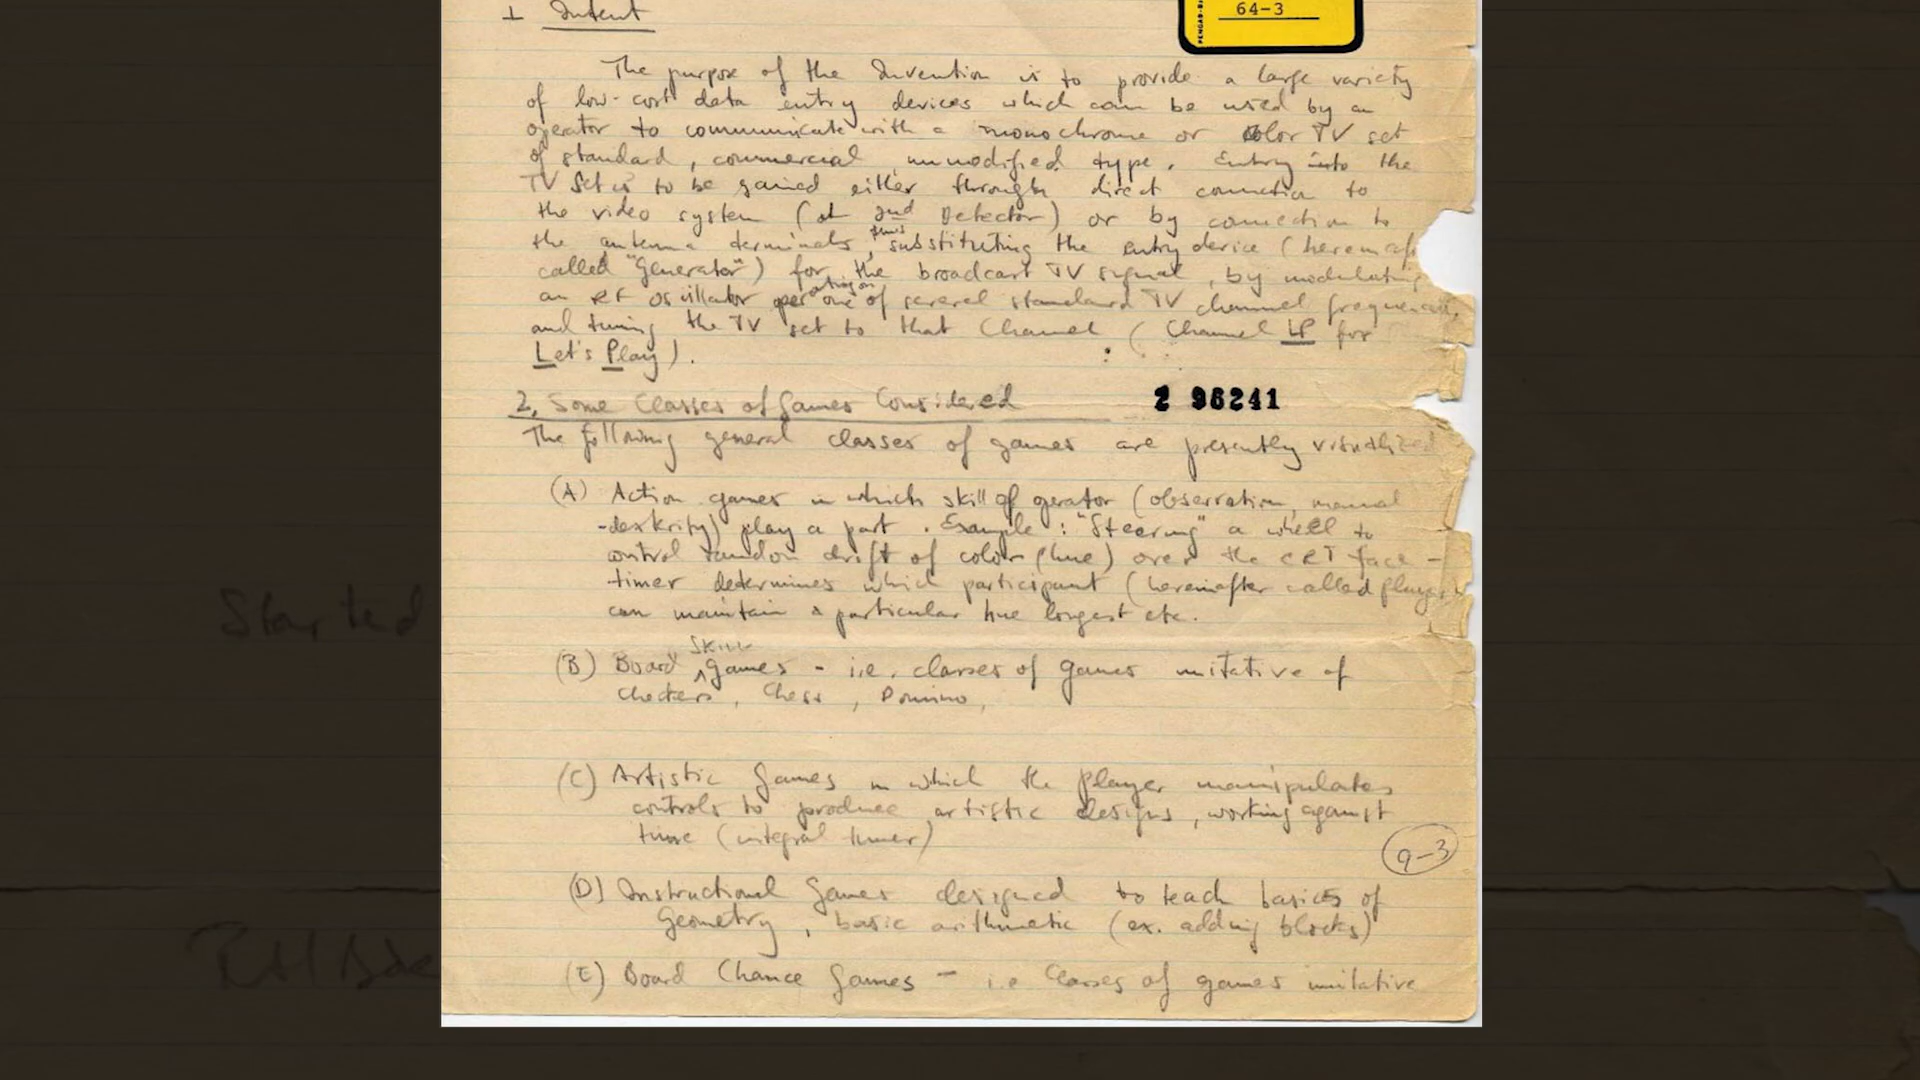 1 Intent
64-3
The purpose of the Invention is to provide a large variety
of low-cost data entry devices which can be used by an
operator to communicate with a monochrome or color TV set
of standard, commercial unmodified type. Entry into the
TV Set is to be gained either through direct connection to
the video system (at 2nd Detector) or by connection to
the antenna terminals, thus substituting the entry device (hereinaf
called "Generator") for the broadcast TV signal, by modulating
an RF oscillator operating on one of several standard TV channel frequencies,
and tuning the TV set to that Channel (Channel LP for
Let's Play).
2. Some Classes of Games Considered
2 96241
The following general classes of games are presently visualized
(A) Action games in which skill of operator (observation, manual
-dexterity) play a part. Example: "Steering" a wheel to
control random drift of color (hue) over the CRT face -
timer determines which participant (hereinafter called player)
can maintain a particular hue longest etc.
(B) Board Skill games - i.e. classes of games imitative of
Checkers, Chess, Domino,
(C) Artistic Games in which the Player manipulates
controls to produce artistic designs, working against
time (integral timer)
9-3
(D) Instructional Games designed to teach basics of
Geometry, basic arithmetic (ex. adding blocks)
(E) Board Chance Games - i.e Classes of games imitative
Started